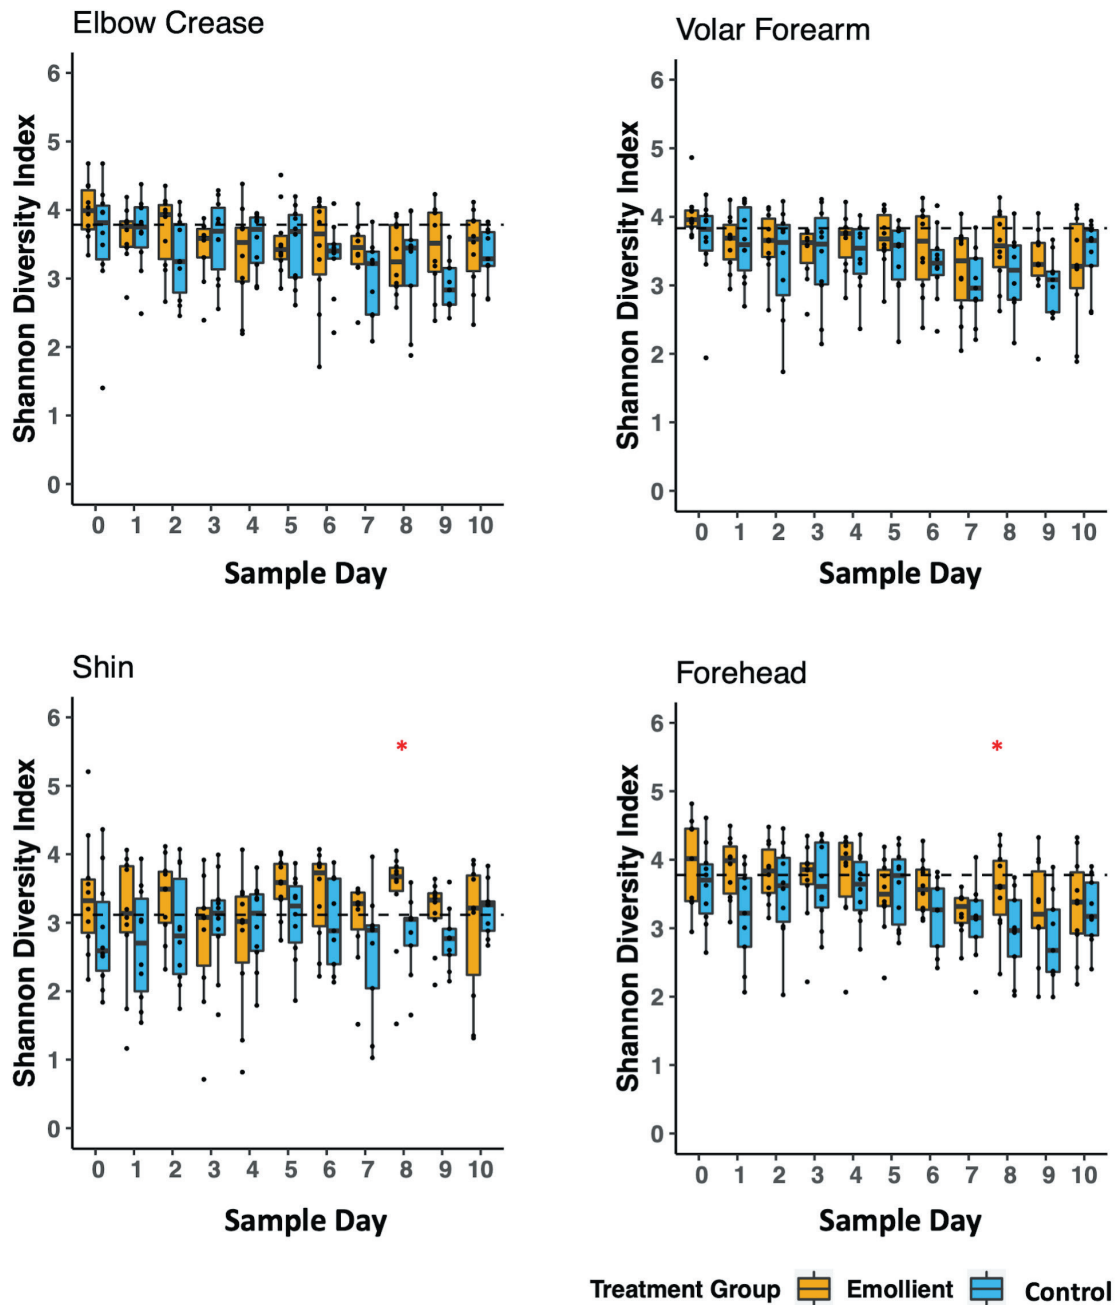 Elbow Crease
Shannon Diversity Index
6
5
4
3
2
1
0
0 1 2 3 4 5 6 7 8 9 10
Sample Day
Volar Forearm
Shannon Diversity Index
6
5
4
3
2
1
0
0 1 2 3 4 5 6 7 8 9 10
Sample Day
Shin
Shannon Diversity Index
6
5
4
3
2
1
0
*
0 1 2 3 4 5 6 7 8 9 10
Sample Day
Forehead
Shannon Diversity Index
6
5
4
3
2
1
0
*
0 1 2 3 4 5 6 7 8 9 10
Sample Day
Treatment Group Emollient Control